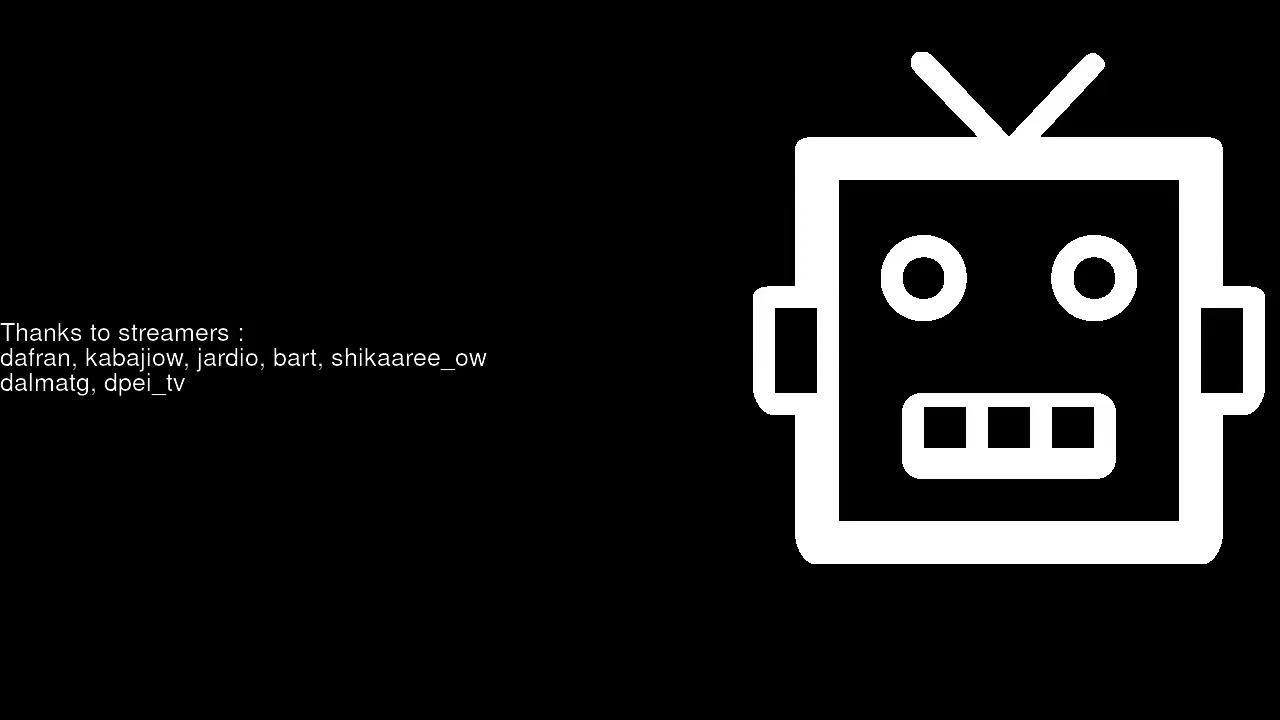 Thanks to streamers :
dafran, kabajiow, jardio, bart, shikaaree_ow
dalmatg, dpei_tv